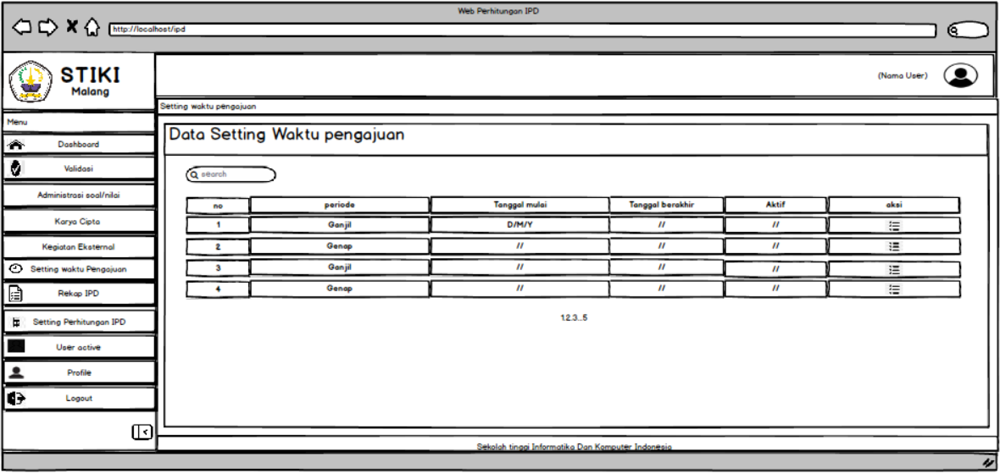 Web Perhitungan IPD
http://localhost/ipd
STIKI
Malang
(Nama User)
Setting waktu pengajuan
Menu
Dashboard
Validasi
Administrasi soal/nilai
Karya Cipta
Kegiatan Eksternal
Setting waktu Pengajuan
Rekap IPD
Setting Perhitungan IPD
User active
Profile
Logout
Data Setting Waktu pengajuan
search
no periode Tanggal mulai Tanggal berakhir Aktif aksi
1 Ganjil D/M/Y // //
2 Genap // // //
3 Ganjil // // //
4 Genap // // //
1.2.3...5
Sekolah tinggi Informatika Dan Komputer Indonesia